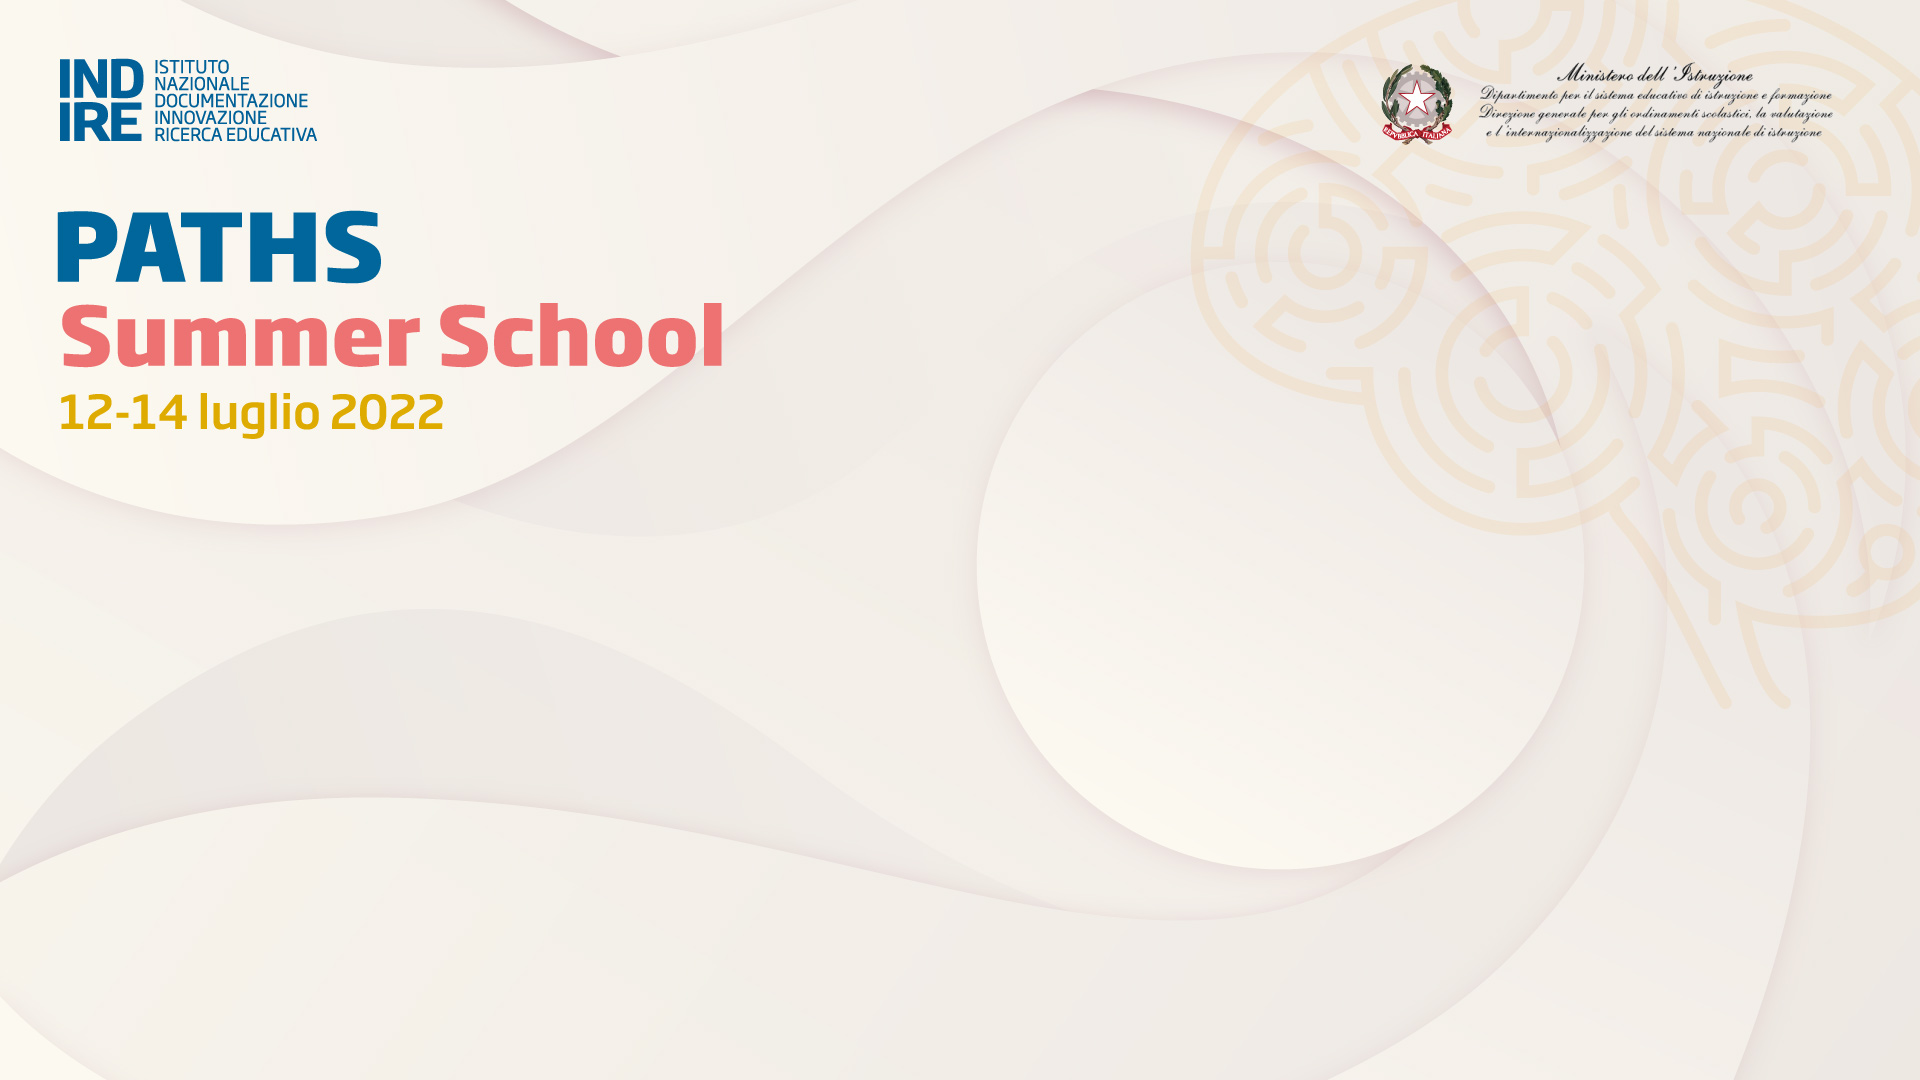 IND
IRE
ISTITUTO
NAZIONALE
DOCUMENTAZIONE
INNOVAZIONE
RICERCA EDUCATIVA
REPVBBLICA ITALIANA
Ministero dell'Istruzione
Dipartimento per il sistema educativo di istruzione e formazione
Direzione generale per gli ordinamenti scolastici, la valutazione
e l'internazionalizzazione del sistema nazionale di istruzione
PATHS
Summer School
12-14 luglio 2022